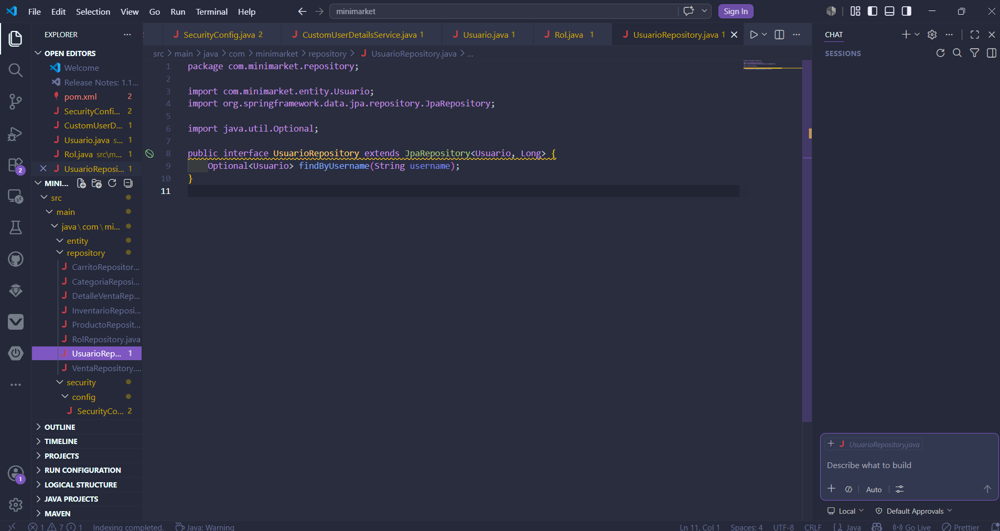 File Edit Selection View Go Run Terminal Help
minimarket
Sign In
EXPLORER
OPEN EDITORS
Welcome
Release Notes: 1.1...
pom.xml 2
SecurityConfi... 2
CustomUserD... 1
Usuario.java s... 1
Rol.java src\m... 1
UsuarioReposi... 1
MINI...
src
main
java\com\mi...
entity
repository
CarritoRepositor...
CategoriaReposi...
DetalleVentaRep...
InventarioReposi...
ProductoReposit...
RolRepository.java
UsuarioRep... 1
VentaRepository....
security
config
SecurityCo... 2
OUTLINE
TIMELINE
PROJECTS
RUN CONFIGURATION
LOGICAL STRUCTURE
JAVA PROJECTS
MAVEN
2
1
SecurityConfig.java 2
CustomUserDetailsService.java 1
Usuario.java 1
Rol.java 1
UsuarioRepository.java 1
src > main > java > com > minimarket > repository > UsuarioRepository.java > ...
1 package com.minimarket.repository;
2
3 import com.minimarket.entity.Usuario;
4 import org.springframework.data.jpa.repository.JpaRepository;
5
6 import java.util.Optional;
7
8 public interface UsuarioRepository extends JpaRepository<Usuario, Long> {
9 Optional<Usuario> findByUsername(String username);
10 }
11
CHAT
SESSIONS
UsuarioRepository.java
Describe what to build
Auto
Local
Default Approvals
1 7 1 Indexing completed. Java: Warning
Ln 11, Col 1 Spaces: 4 UTF-8 CRLF {} Java Go Live Prettier